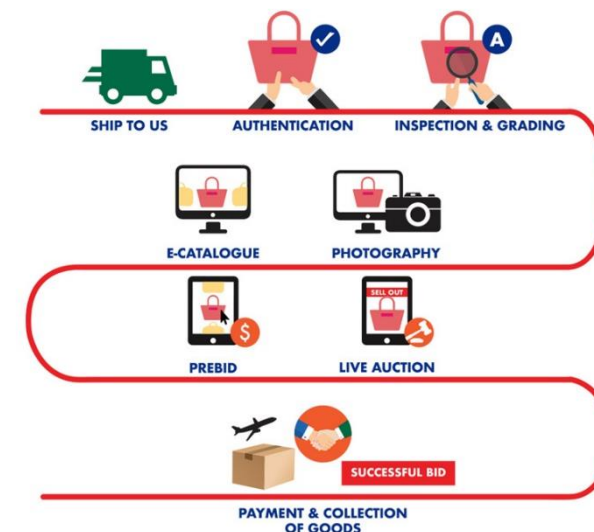 A
SHIP TO US
AUTHENTICATION
INSPECTION & GRADING
E-CATALOGUE
PHOTOGRAPHY
$
SELL OUT
PREBID
LIVE AUCTION
SUCCESSFUL BID
PAYMENT & COLLECTION
OF GOODS